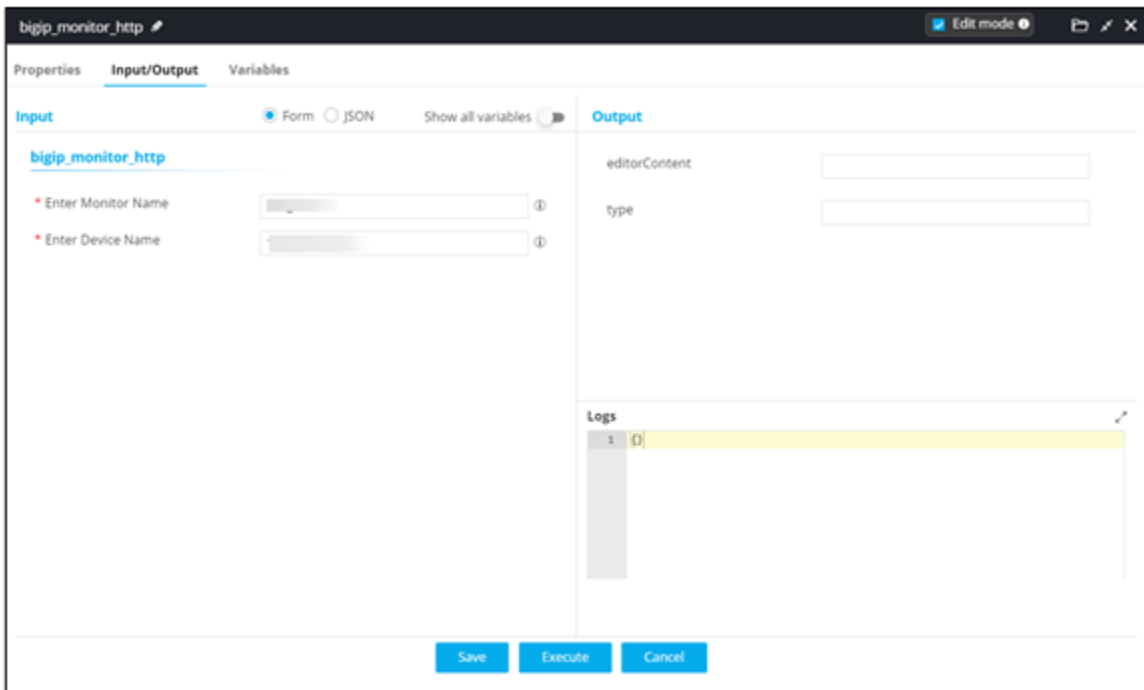 bigip_monitor_http
Edit mode
Properties Input/Output Variables
Input
Form JSON
Show all variables
bigip_monitor_http
* Enter Monitor Name
* Enter Device Name
Output
editorContent
type
Logs
1 {}
Save Execute Cancel